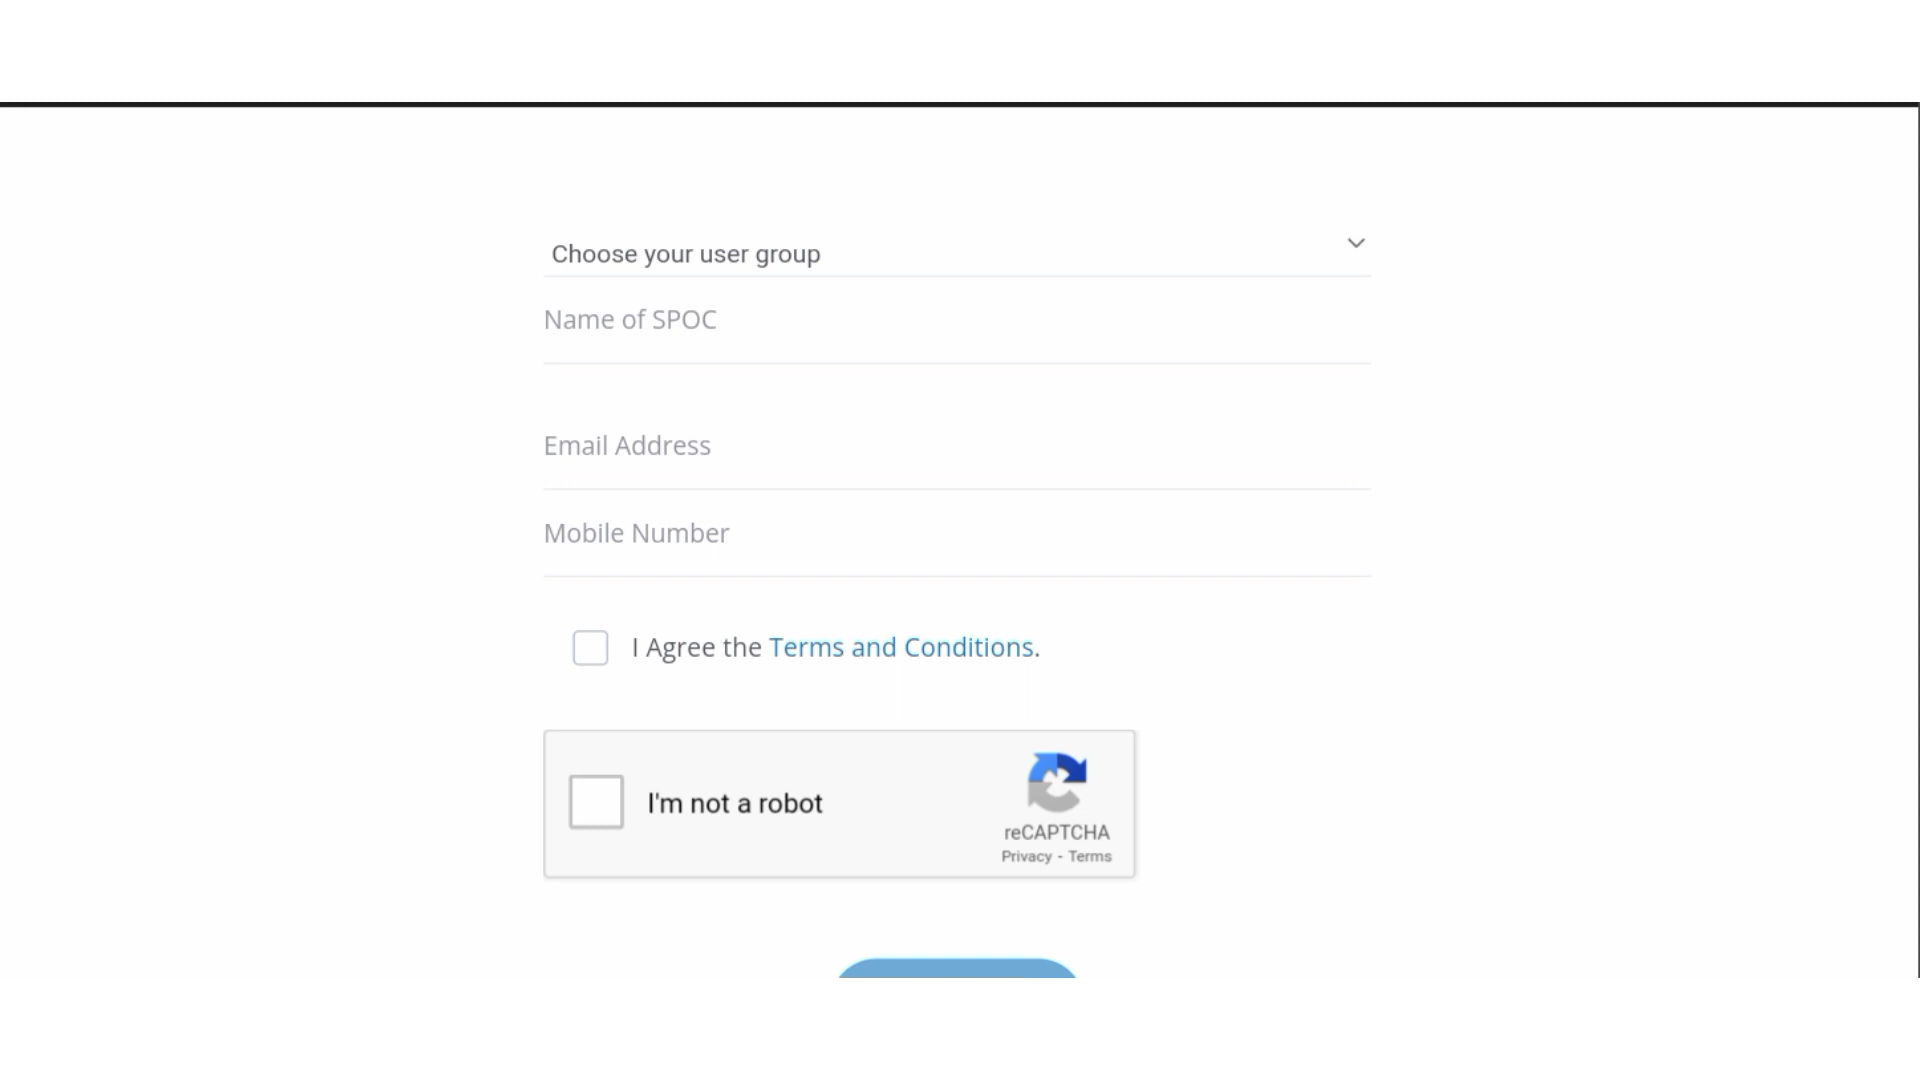 Choose your user group
Name of SPOC
Email Address
Mobile Number
I Agree the Terms and Conditions.
I'm not a robot
reCAPTCHA
Privacy - Terms